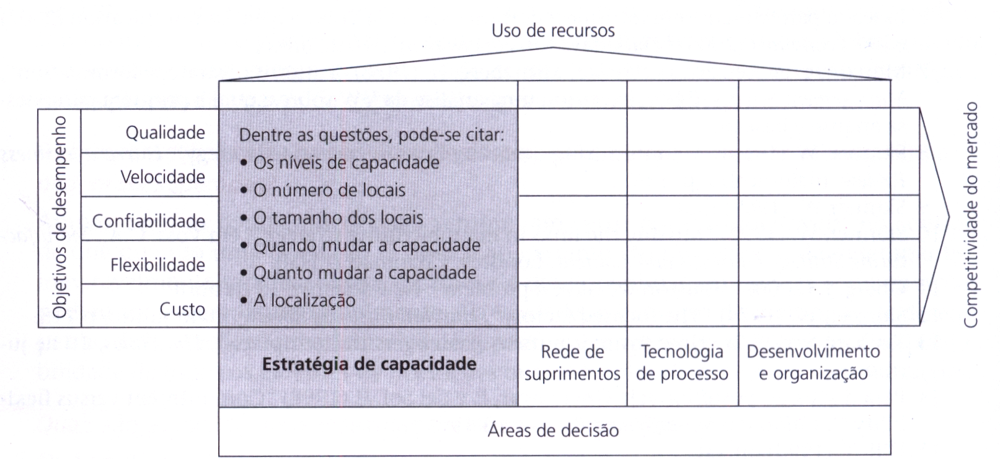 Uso de recursos
Objetivos de desempenho
Qualidade
Velocidade
Confiabilidade
Flexibilidade
Custo
Dentre as questões, pode-se citar:
• Os níveis de capacidade
• O número de locais
• O tamanho dos locais
• Quando mudar a capacidade
• Quanto mudar a capacidade
• A localização
Competitividade do mercado
Estratégia de capacidade
Rede de
suprimentos
Tecnologia
de processo
Desenvolvimento
e organização
Áreas de decisão